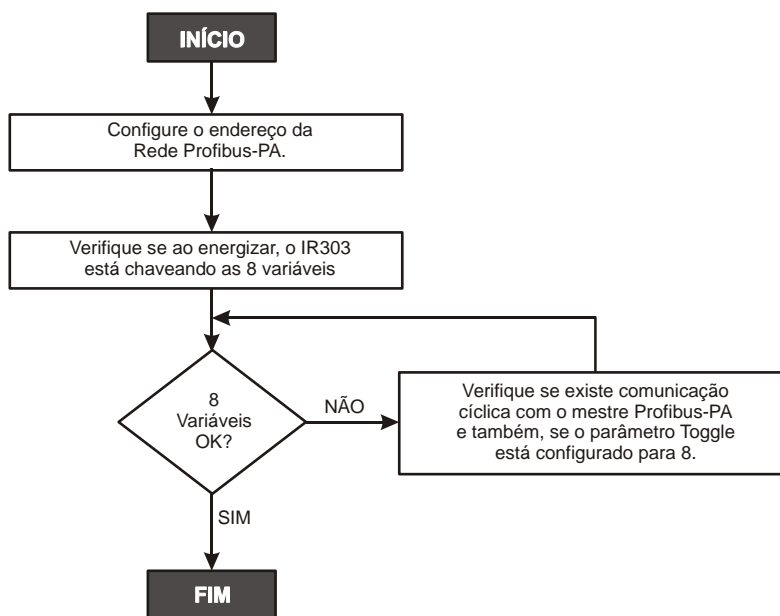 INÍCIO
Configure o endereço da
Rede Profibus-PA.
Verifique se ao energizar, o IR303
está chaveando as 8 variáveis
8
Variáveis
OK?
NÃO
Verifique se existe comunicação
cíclica com o mestre Profibus-PA
e também, se o parâmetro Toggle
está configurado para 8.
SIM
FIM